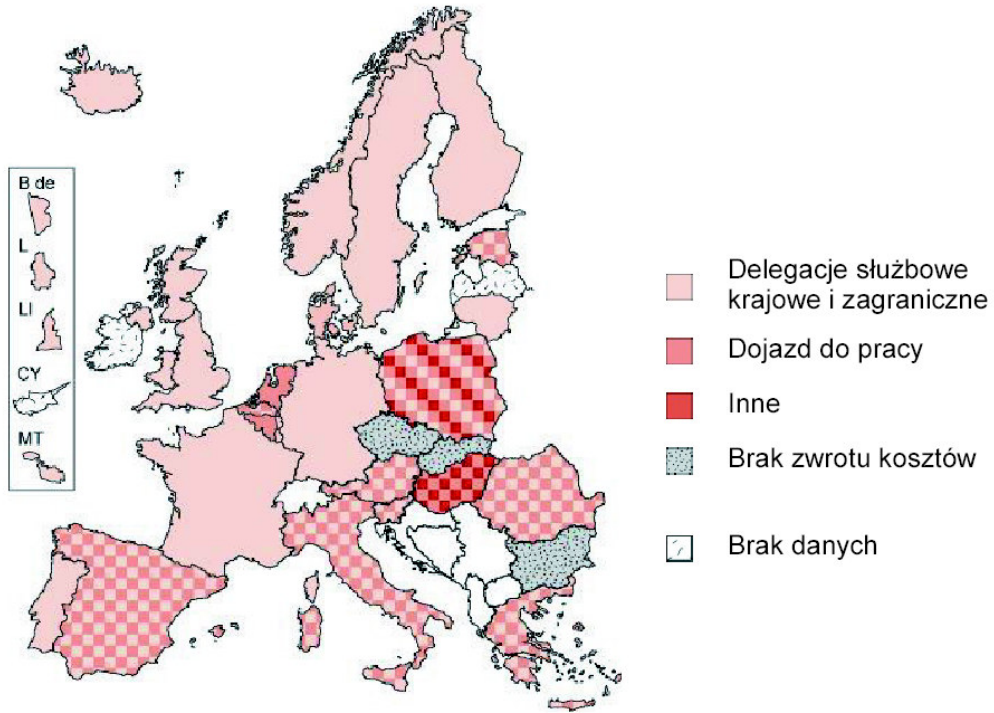 B de
L
LI
CY
MT
Delegacje służbowe
krajowe i zagraniczne
Dojazd do pracy
Inne
Brak zwrotu kosztów
Brak danych